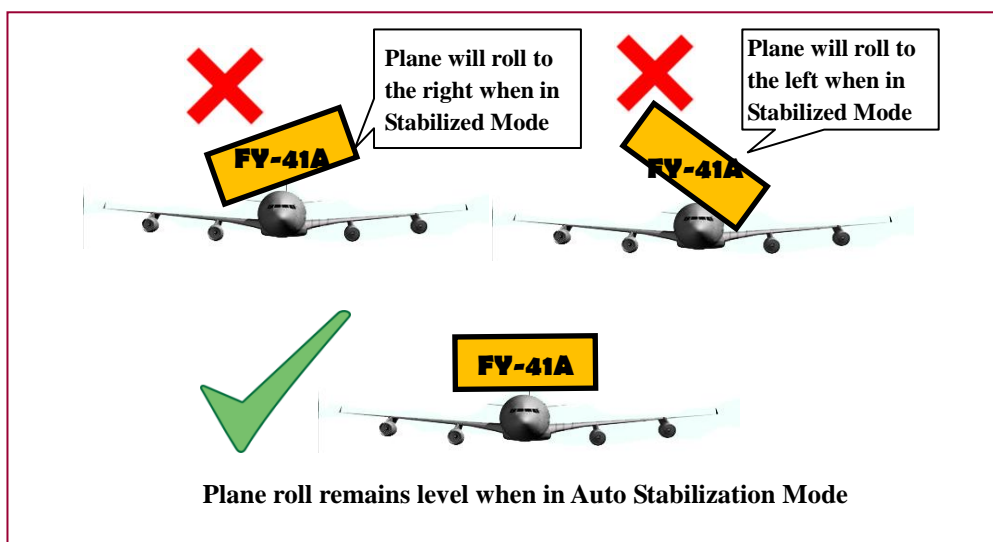 Plane will roll to
the right when in
Stabilized Mode
Plane will roll to
the left when in
Stabilized Mode
FY-41A
FY-41A
FY-41A
Plane roll remains level when in Auto Stabilization Mode